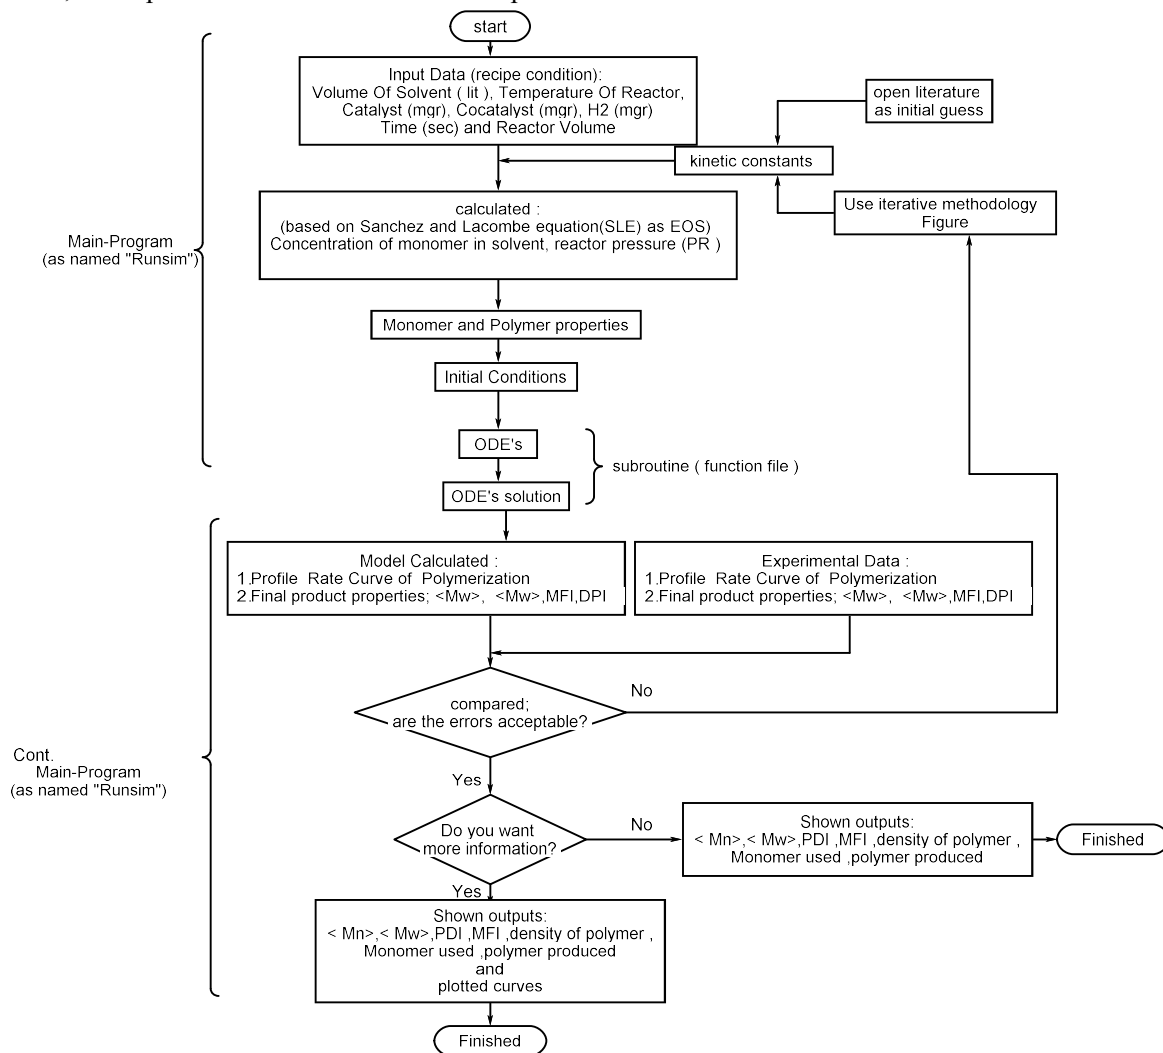 start
Input Data (recipe condition):
Volume Of Solvent ( lit ), Temperature Of Reactor,
Catalyst (mgr), Cocatalyst (mgr), H2 (mgr)
Time (sec) and Reactor Volume
open literature
as initial guess
kinetic constants
Use iterative methodology
Figure
calculated :
(based on Sanchez and Lacombe equation(SLE) as EOS)
Concentration of monomer in solvent, reactor pressure (PR )
Main-Program
(as named "Runsim")
Monomer and Polymer properties
Initial Conditions
ODE's
subroutine ( function file )
ODE's solution
Model Calculated :
1.Profile Rate Curve of Polymerization
2.Final product properties; <Mw>, <Mw>,MFI,DPI
Experimental Data :
1.Profile Rate Curve of Polymerization
2.Final product properties; <Mw>, <Mw>,MFI,DPI
compared;
are the errors acceptable?
No
Yes
Cont.
Main-Program
(as named "Runsim")
Do you want
more information?
No
Shown outputs:
< Mn>,< Mw>,PDI ,MFI ,density of polymer ,
Monomer used ,polymer produced
Finished
Yes
Shown outputs:
< Mn>,< Mw>,PDI ,MFI ,density of polymer ,
Monomer used ,polymer produced
and
plotted curves
Finished